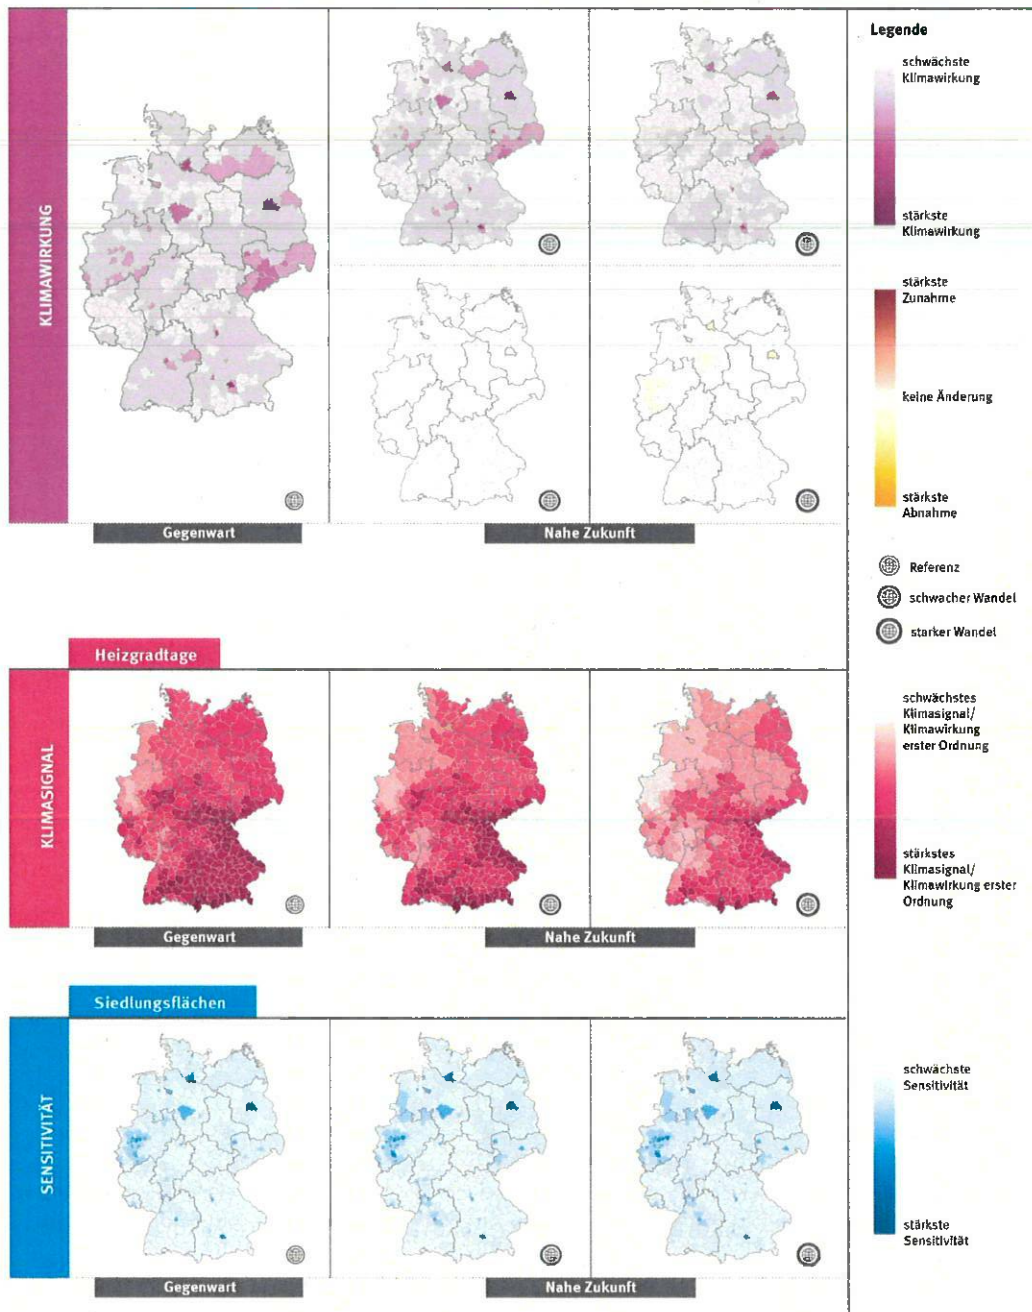 KLIMAWIRKUNG
Gegenwart
Nahe Zukunft
Legende
schwächste
Klimawirkung
stärkste
Klimawirkung
stärkste
Zunahme
keine Änderung
stärkste
Abnahme
Referenz
schwacher Wandel
starker Wandel
Heizgradtage
KLIMASIGNAL
Gegenwart
Nahe Zukunft
schwächstes
Klimasignal/
Klimawirkung
erster Ordnung
stärkstes
Klimasignal/
Klimawirkung erster
Ordnung
Siedlungsflächen
SENSITIVITÄT
Gegenwart
Nahe Zukunft
schwächste
Sensitivität
stärkste
Sensitivität